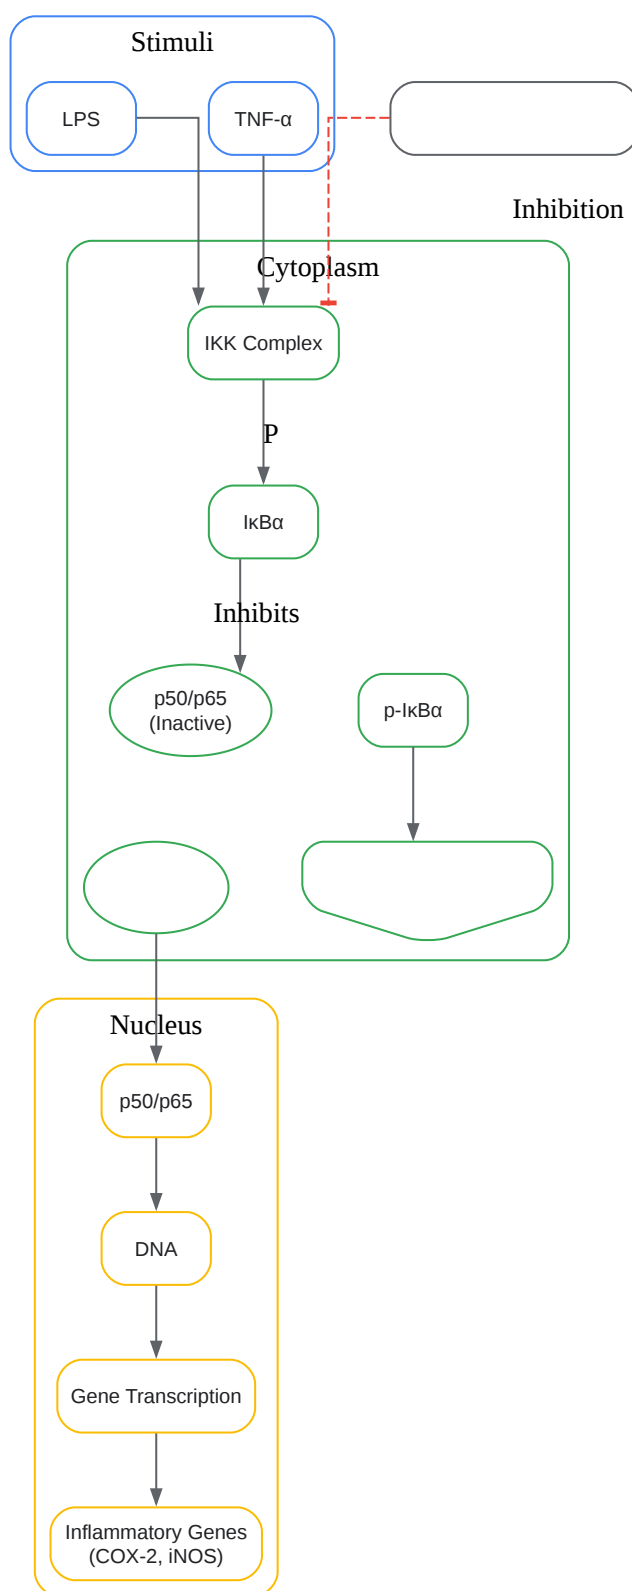 Stimuli
LPS
TNF-α
Inhibition
Cytoplasm
IKK Complex
P
IκBα
Inhibits
p50/p65
(Inactive)
p-IκBα
Nucleus
p50/p65
DNA
Gene Transcription
Inflammatory Genes
(COX-2, iNOS)